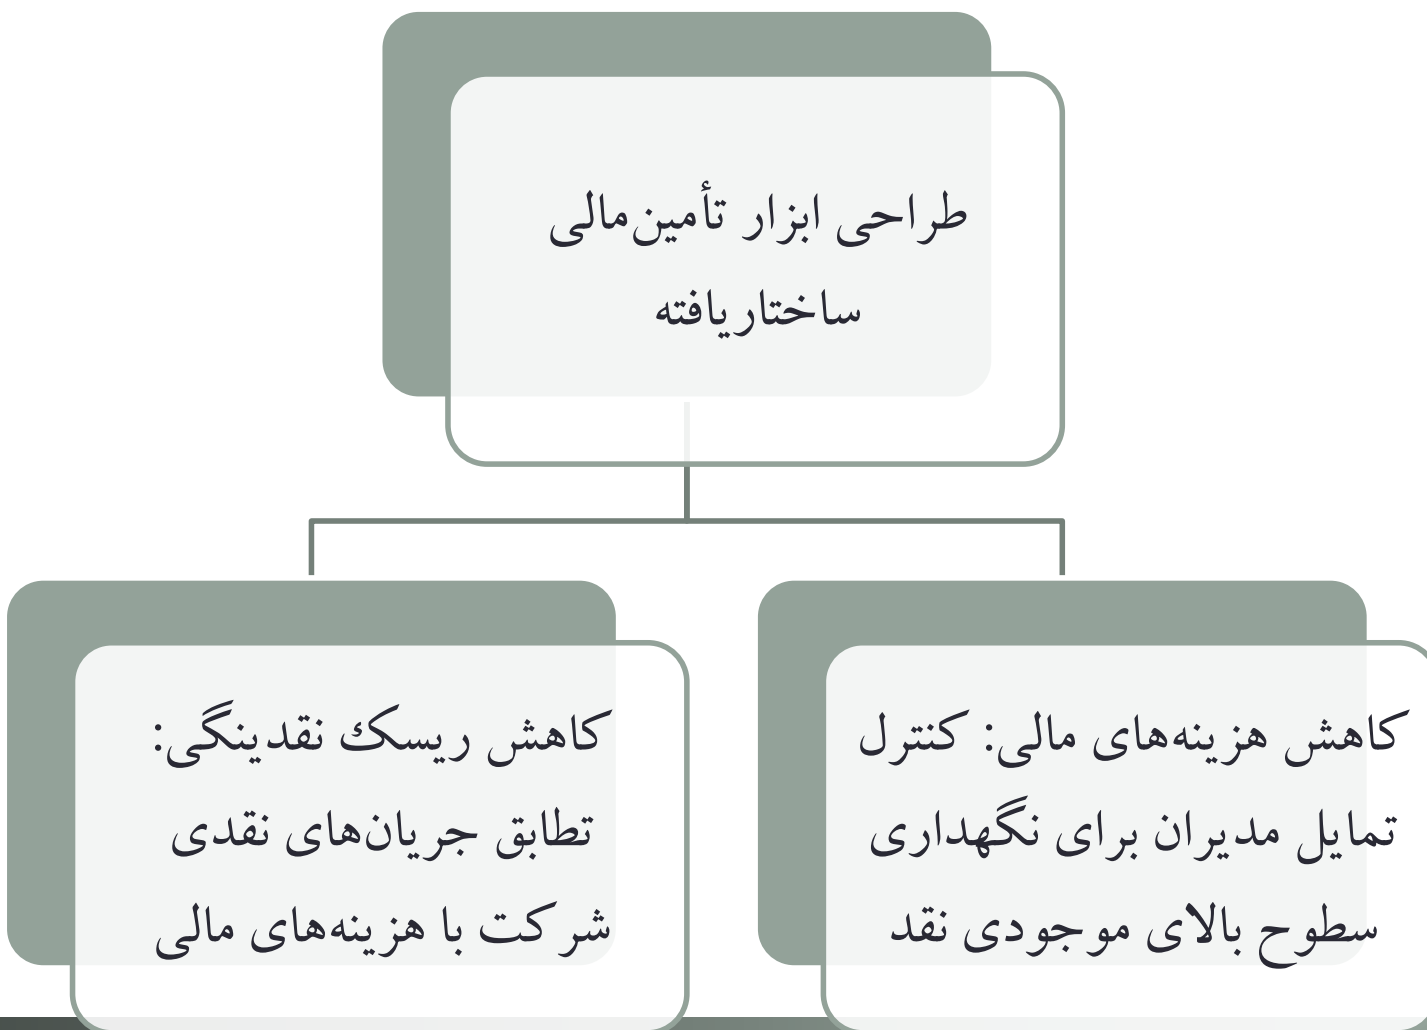 طراحی ابزار تأمین‌مالی
ساختاریافته
کاهش هزینه‌های مالی: کنترل
تمایل مدیران برای نگهداری
سطوح بالای موجودی نقد
کاهش ریسک نقدینگی:
تطابق جریان‌های نقدی
شرکت با هزینه‌های مالی